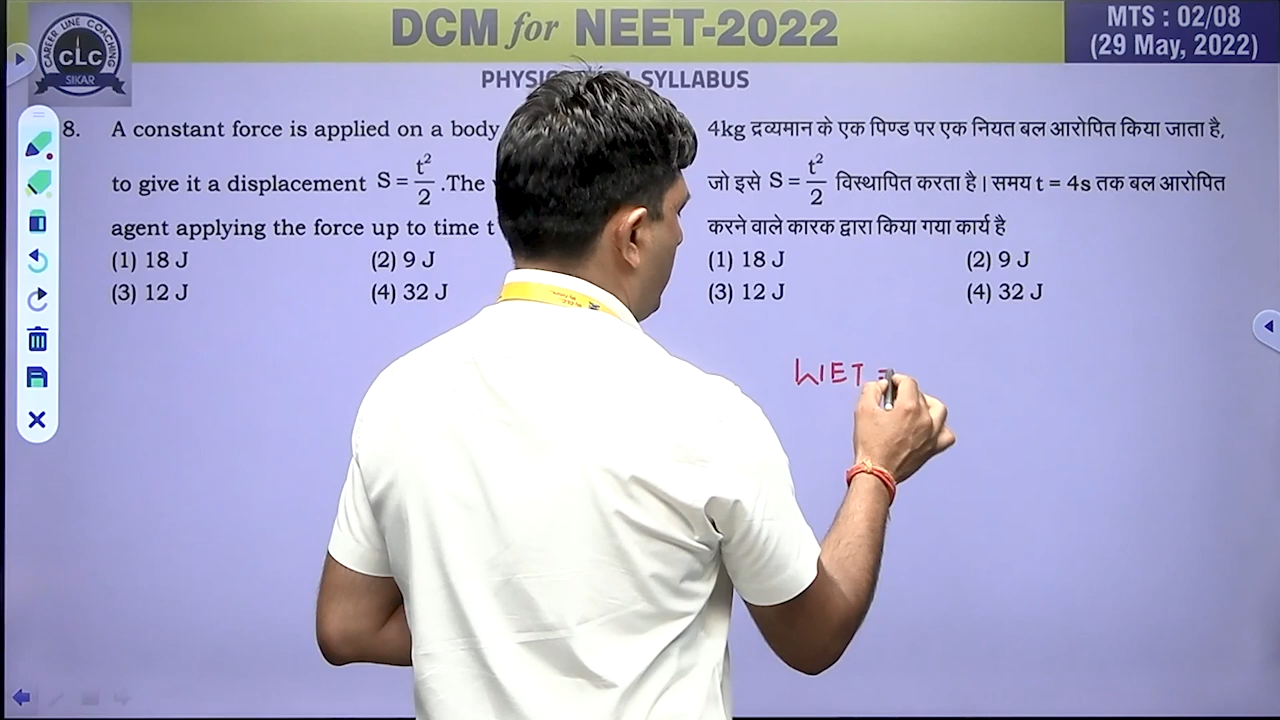 DCM for NEET-2022
MTS : 02/08
(29 May, 2022)
CAREER LINE COACHING
CLC
SIKAR
SYLLABUS
8. A constant force is applied on a body
to give it a displacement S = t²/2 .The
agent applying the force up to time t
(1) 18 J (2) 9 J
(3) 12 J (4) 32 J
4kg द्रव्यमान के एक पिण्ड पर एक नियत बल आरोपित किया जाता है,
जो इसे S = t²/2 विस्थापित करता है। समय t = 4s तक बल आरोपित
करने वाले कारक द्वारा किया गया कार्य है
(1) 18 J (2) 9 J
(3) 12 J (4) 32 J
WET =